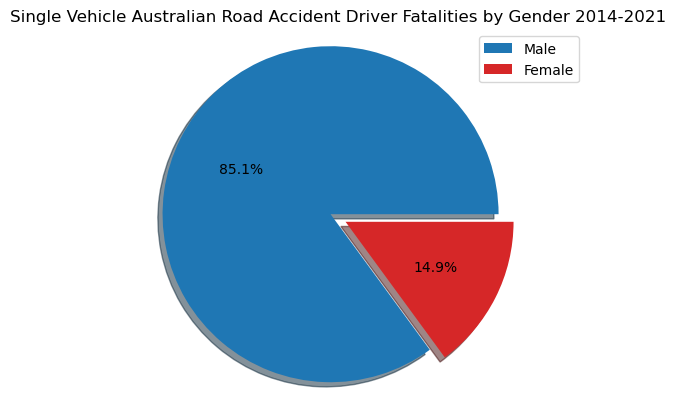 Single Vehicle Australian Road Accident Driver Fatalities by Gender 2014-2021
Male
Female
85.1%
14.9%